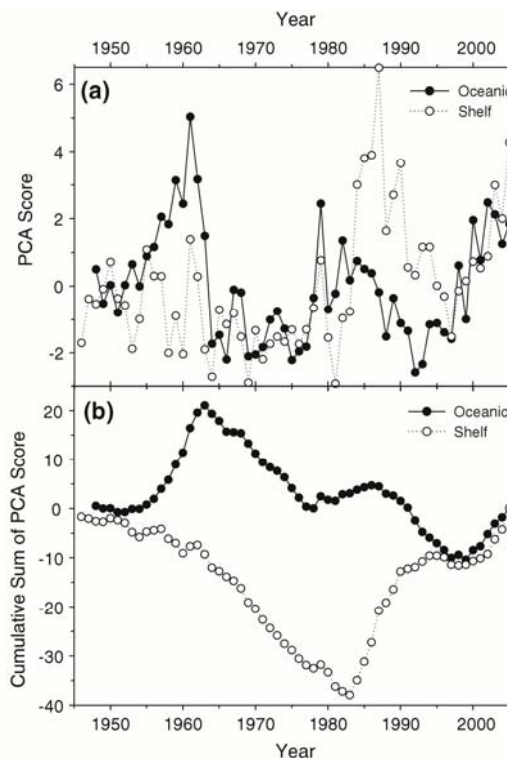 Year
1950 1960 1970 1980 1990 2000
(a)
Oceanic
Shelf
PCA Score
6
4
2
0
-2
(b)
Oceanic
Shelf
Cumulative Sum of PCA Score
20
10
0
-10
-20
-30
-40
1950 1960 1970 1980 1990 2000
Year